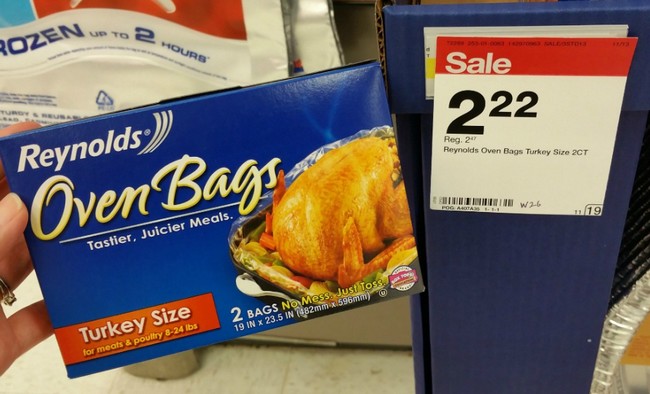 ROZEN UP TO 2 HOURS
Reynolds®
Oven Bags
Tastier, Juicier Meals.
2 BAGS No Mess. Just Toss.
19 IN x 23.5 IN (482mm x 596mm)
Turkey Size
for meats & poultry 8-24 lbs
Sale
2 22
Reg. 2 47
Reynolds Oven Bags Turkey Size 2CT
W26
11 19